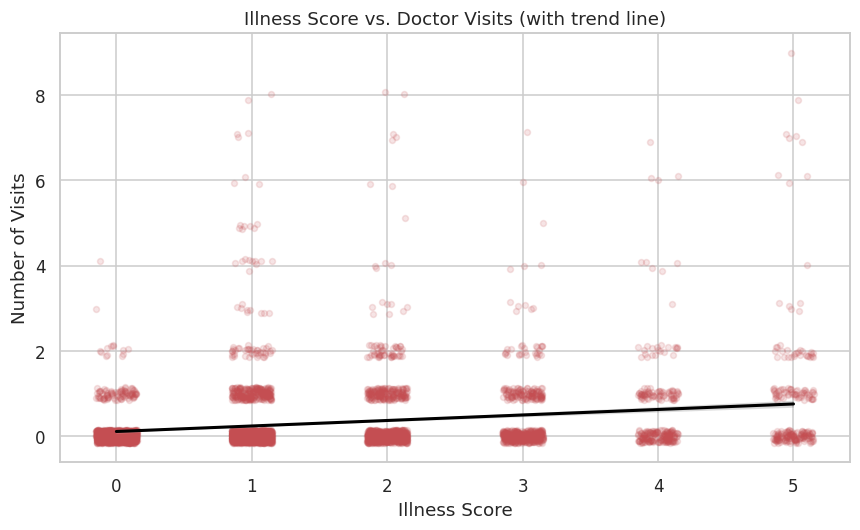 Illness Score vs. Doctor Visits (with trend line)
Number of Visits
8
6
4
2
0
0 1 2 3 4 5
Illness Score